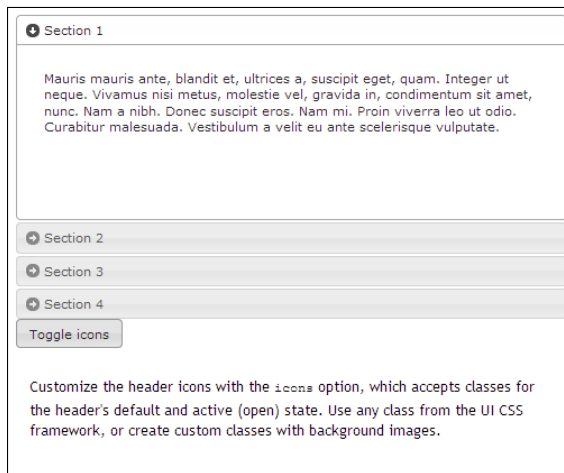 Section 1
Mauris mauris ante, blandit et, ultrices a, suscipit eget, quam. Integer ut
neque. Vivamus nisi metus, molestie vel, gravida in, condimentum sit amet,
nunc. Nam a nibh. Donec suscipit eros. Nam mi. Proin viverra leo ut odio.
Curabitur malesuada. Vestibulum a velit eu ante scelerisque vulputate.
Section 2
Section 3
Section 4
Toggle icons
Customize the header icons with the icons option, which accepts classes for
the header's default and active (open) state. Use any class from the UI CSS
framework, or create custom classes with background images.